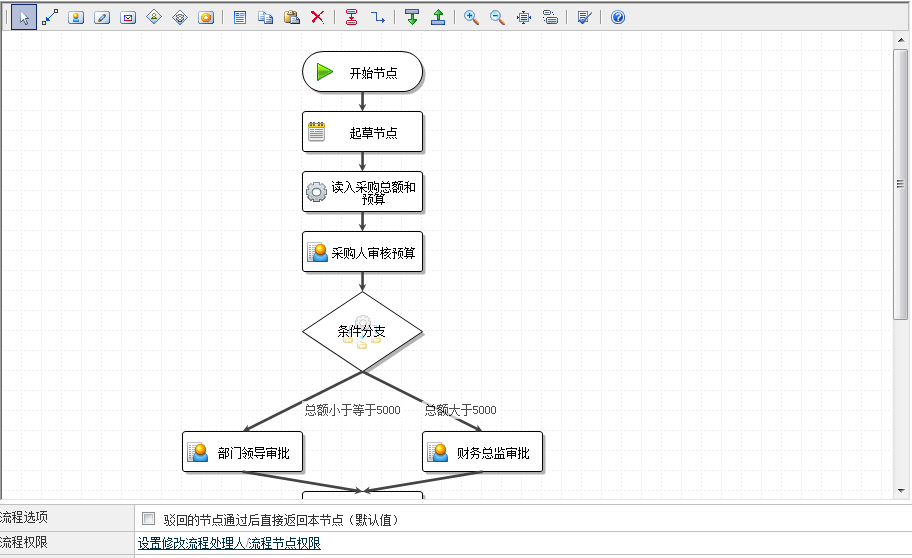 开始节点
起草节点
读入采购总额和
预算
采购人审核预算
条件分支
总额小于等于5000
总额大于5000
部门领导审批
财务总监审批
流程选项
驳回的节点通过后直接返回本节点（默认值）
流程权限
设置修改流程处理人/流程节点权限